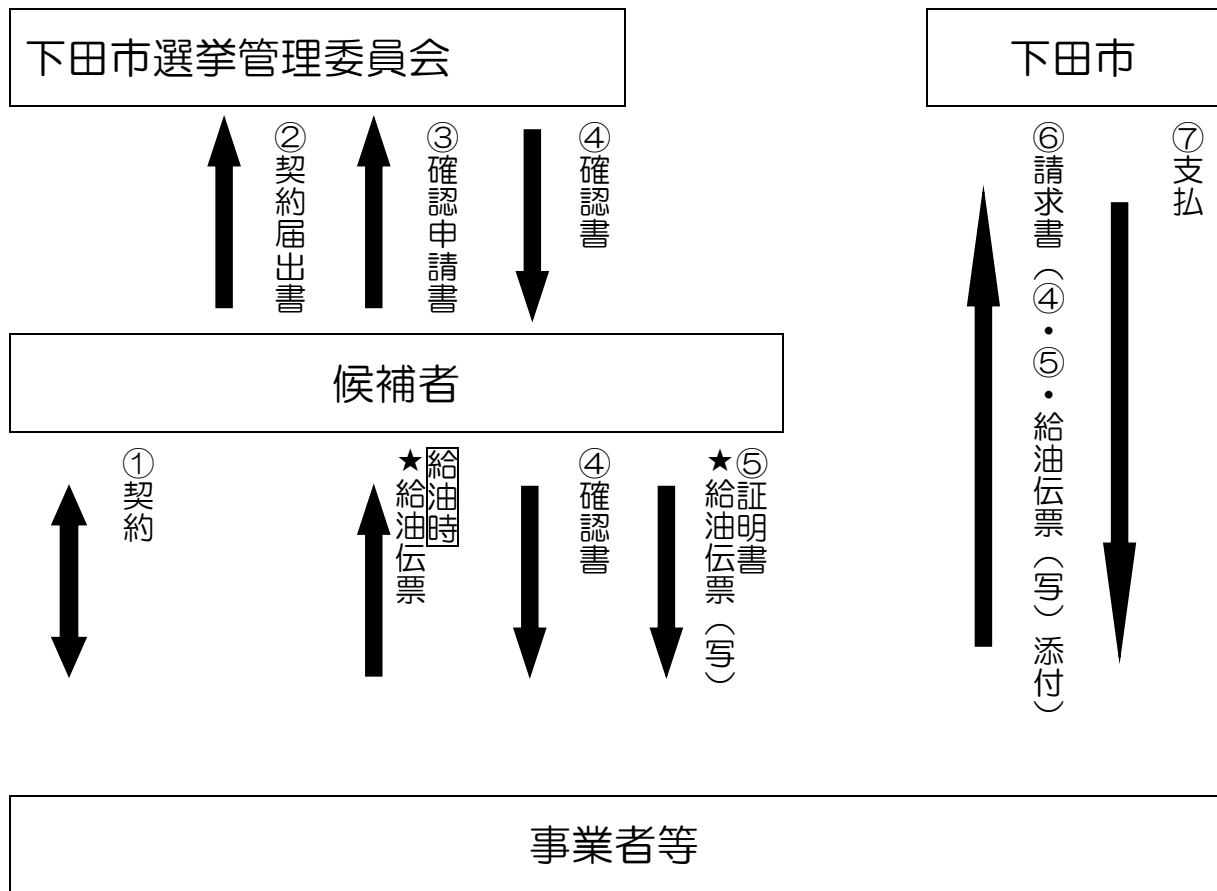 下田市選挙管理委員会
下田市
②契約届出書
③確認申請書
④確認書
⑥請求書（④・⑤・給油伝票（写）添付）
⑦支払
候補者
①契約
給油時
★給油伝票
④確認書
⑤証明書
★給油伝票（写）
事業者等